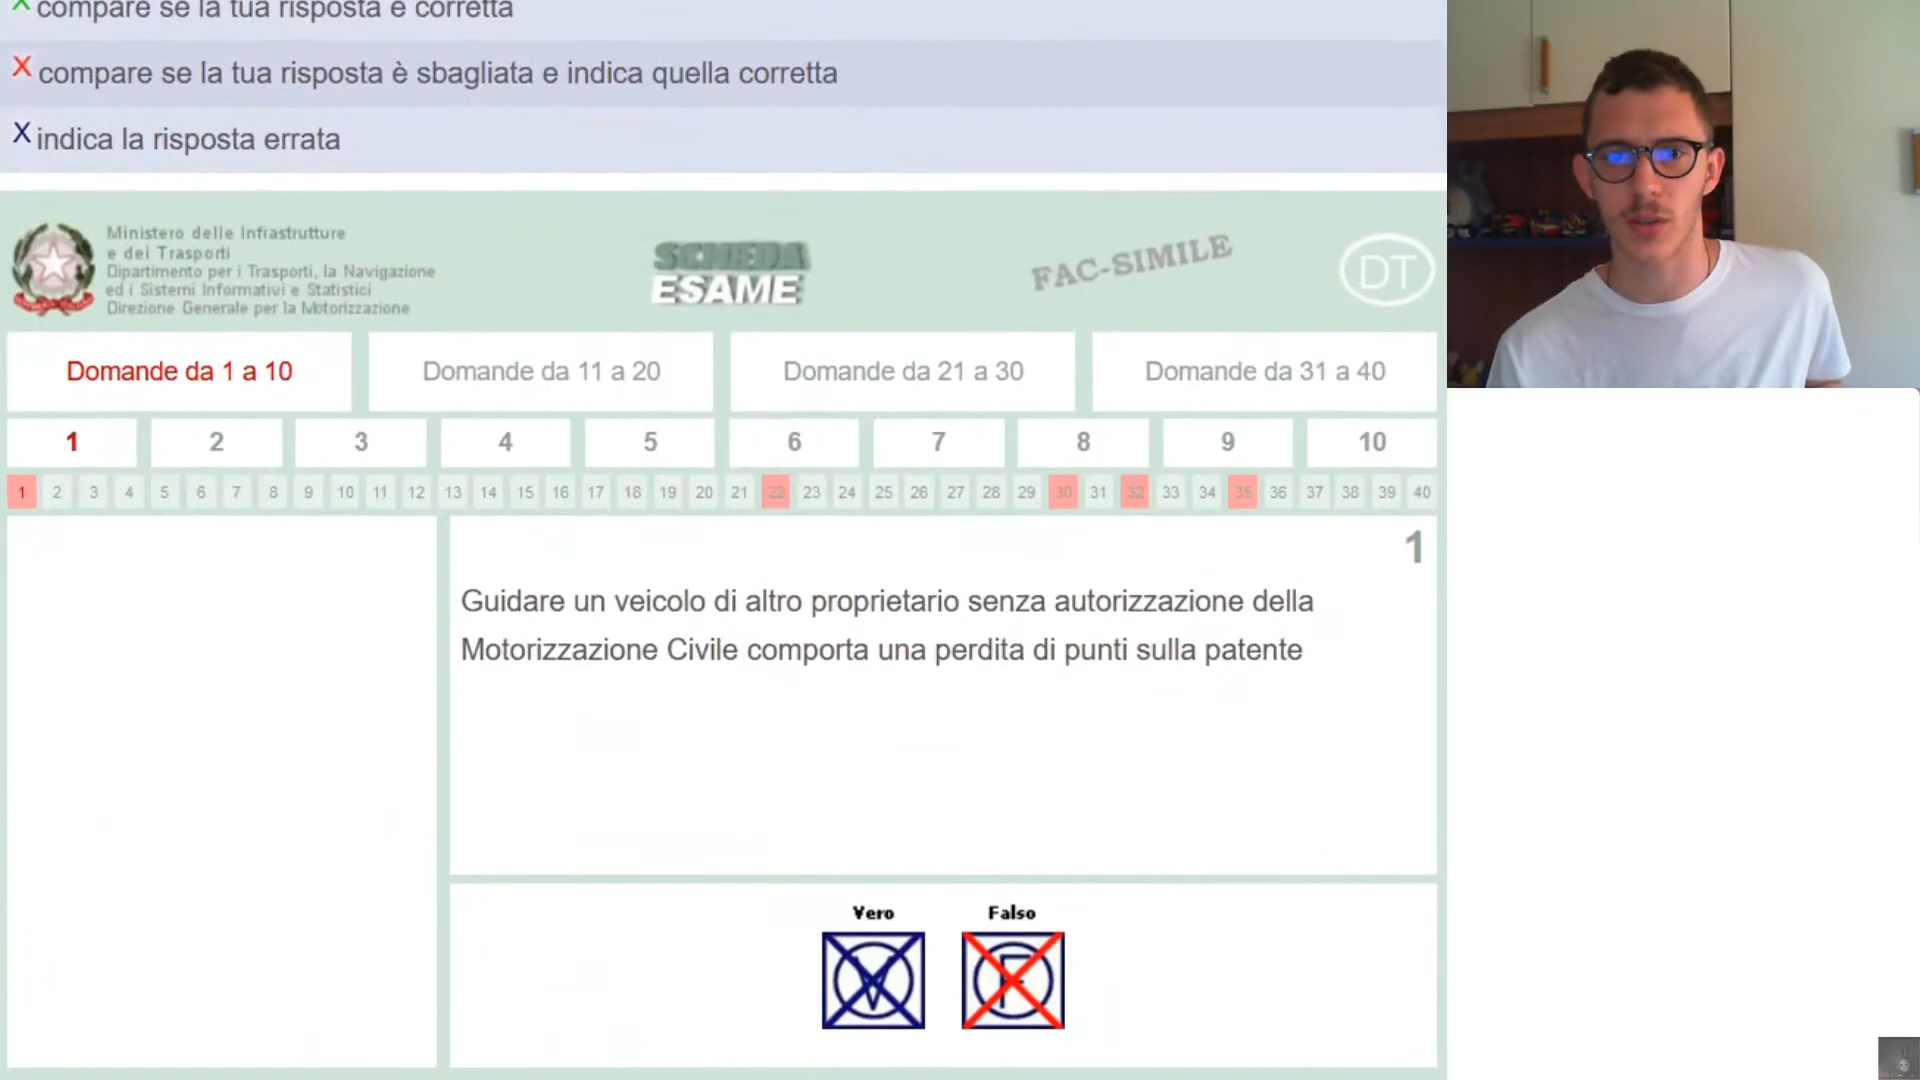 X compare se la tua risposta è corretta
X compare se la tua risposta è sbagliata e indica quella corretta
X indica la risposta errata
Ministero delle Infrastrutture
e dei Trasporti
Dipartimento per i Trasporti, la Navigazione
ed i Sistemi Informativi e Statistici
Direzione Generale per la Motorizzazione
SCHEDA
ESAME
FAC-SIMILE
DT
Domande da 1 a 10
Domande da 11 a 20
Domande da 21 a 30
Domande da 31 a 40
1 2 3 4 5 6 7 8 9 10
1 2 3 4 5 6 7 8 9 10 11 12 13 14 15 16 17 18 19 20 21 22 23 24 25 26 27 28 29 30 31 32 33 34 35 36 37 38 39 40
1
Guidare un veicolo di altro proprietario senza autorizzazione della
Motorizzazione Civile comporta una perdita di punti sulla patente
Vero Falso
V F